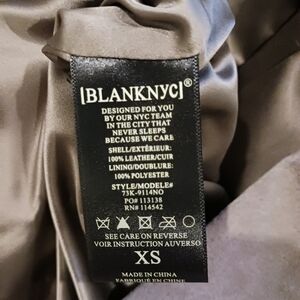 [BLANKNYC]®
DESIGNED FOR YOU
BY OUR NYC TEAM
IN THE CITY THAT
NEVER SLEEPS
BECAUSE WE CARE
SHELL/EXTÉRIEUR:
100% LEATHER/CUIR
LINING/DOUBLURE:
100% POLYESTER
STYLE/MODELE#
73K-9114NO
PO# 113138
RN# 114542
SEE CARE ON REVERSE
VOIR INSTRUCTION AUVERSO
XS
MADE IN CHINA
FABRIQUÉ EN CHINE